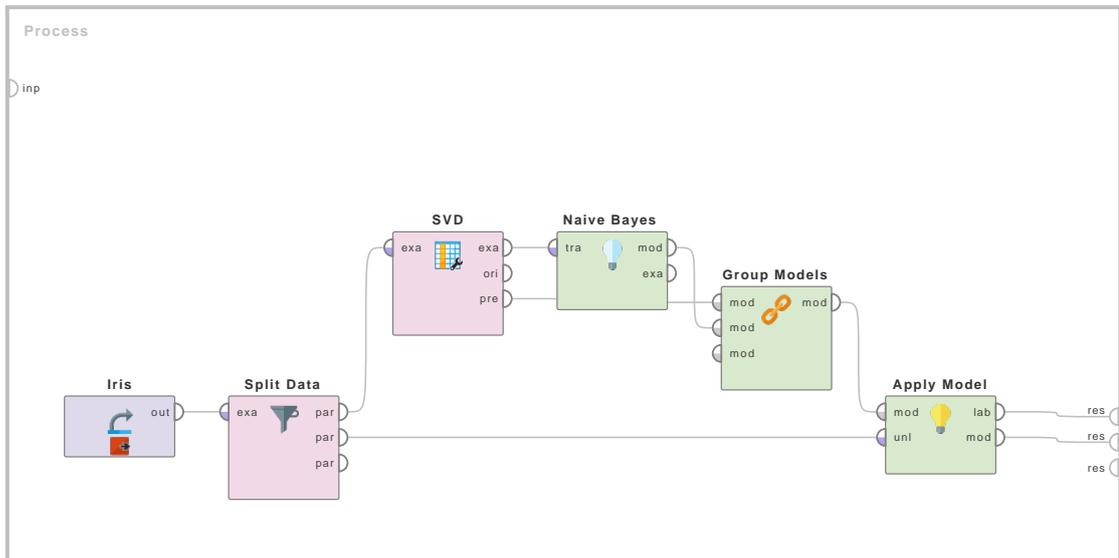 Process
inp
SVD
exa exa
ori
pre
Naive Bayes
tra mod
exa
Group Models
mod mod
mod
mod
Iris
out
Split Data
exa par
par
par
Apply Model
mod lab
unl mod
res
res
res